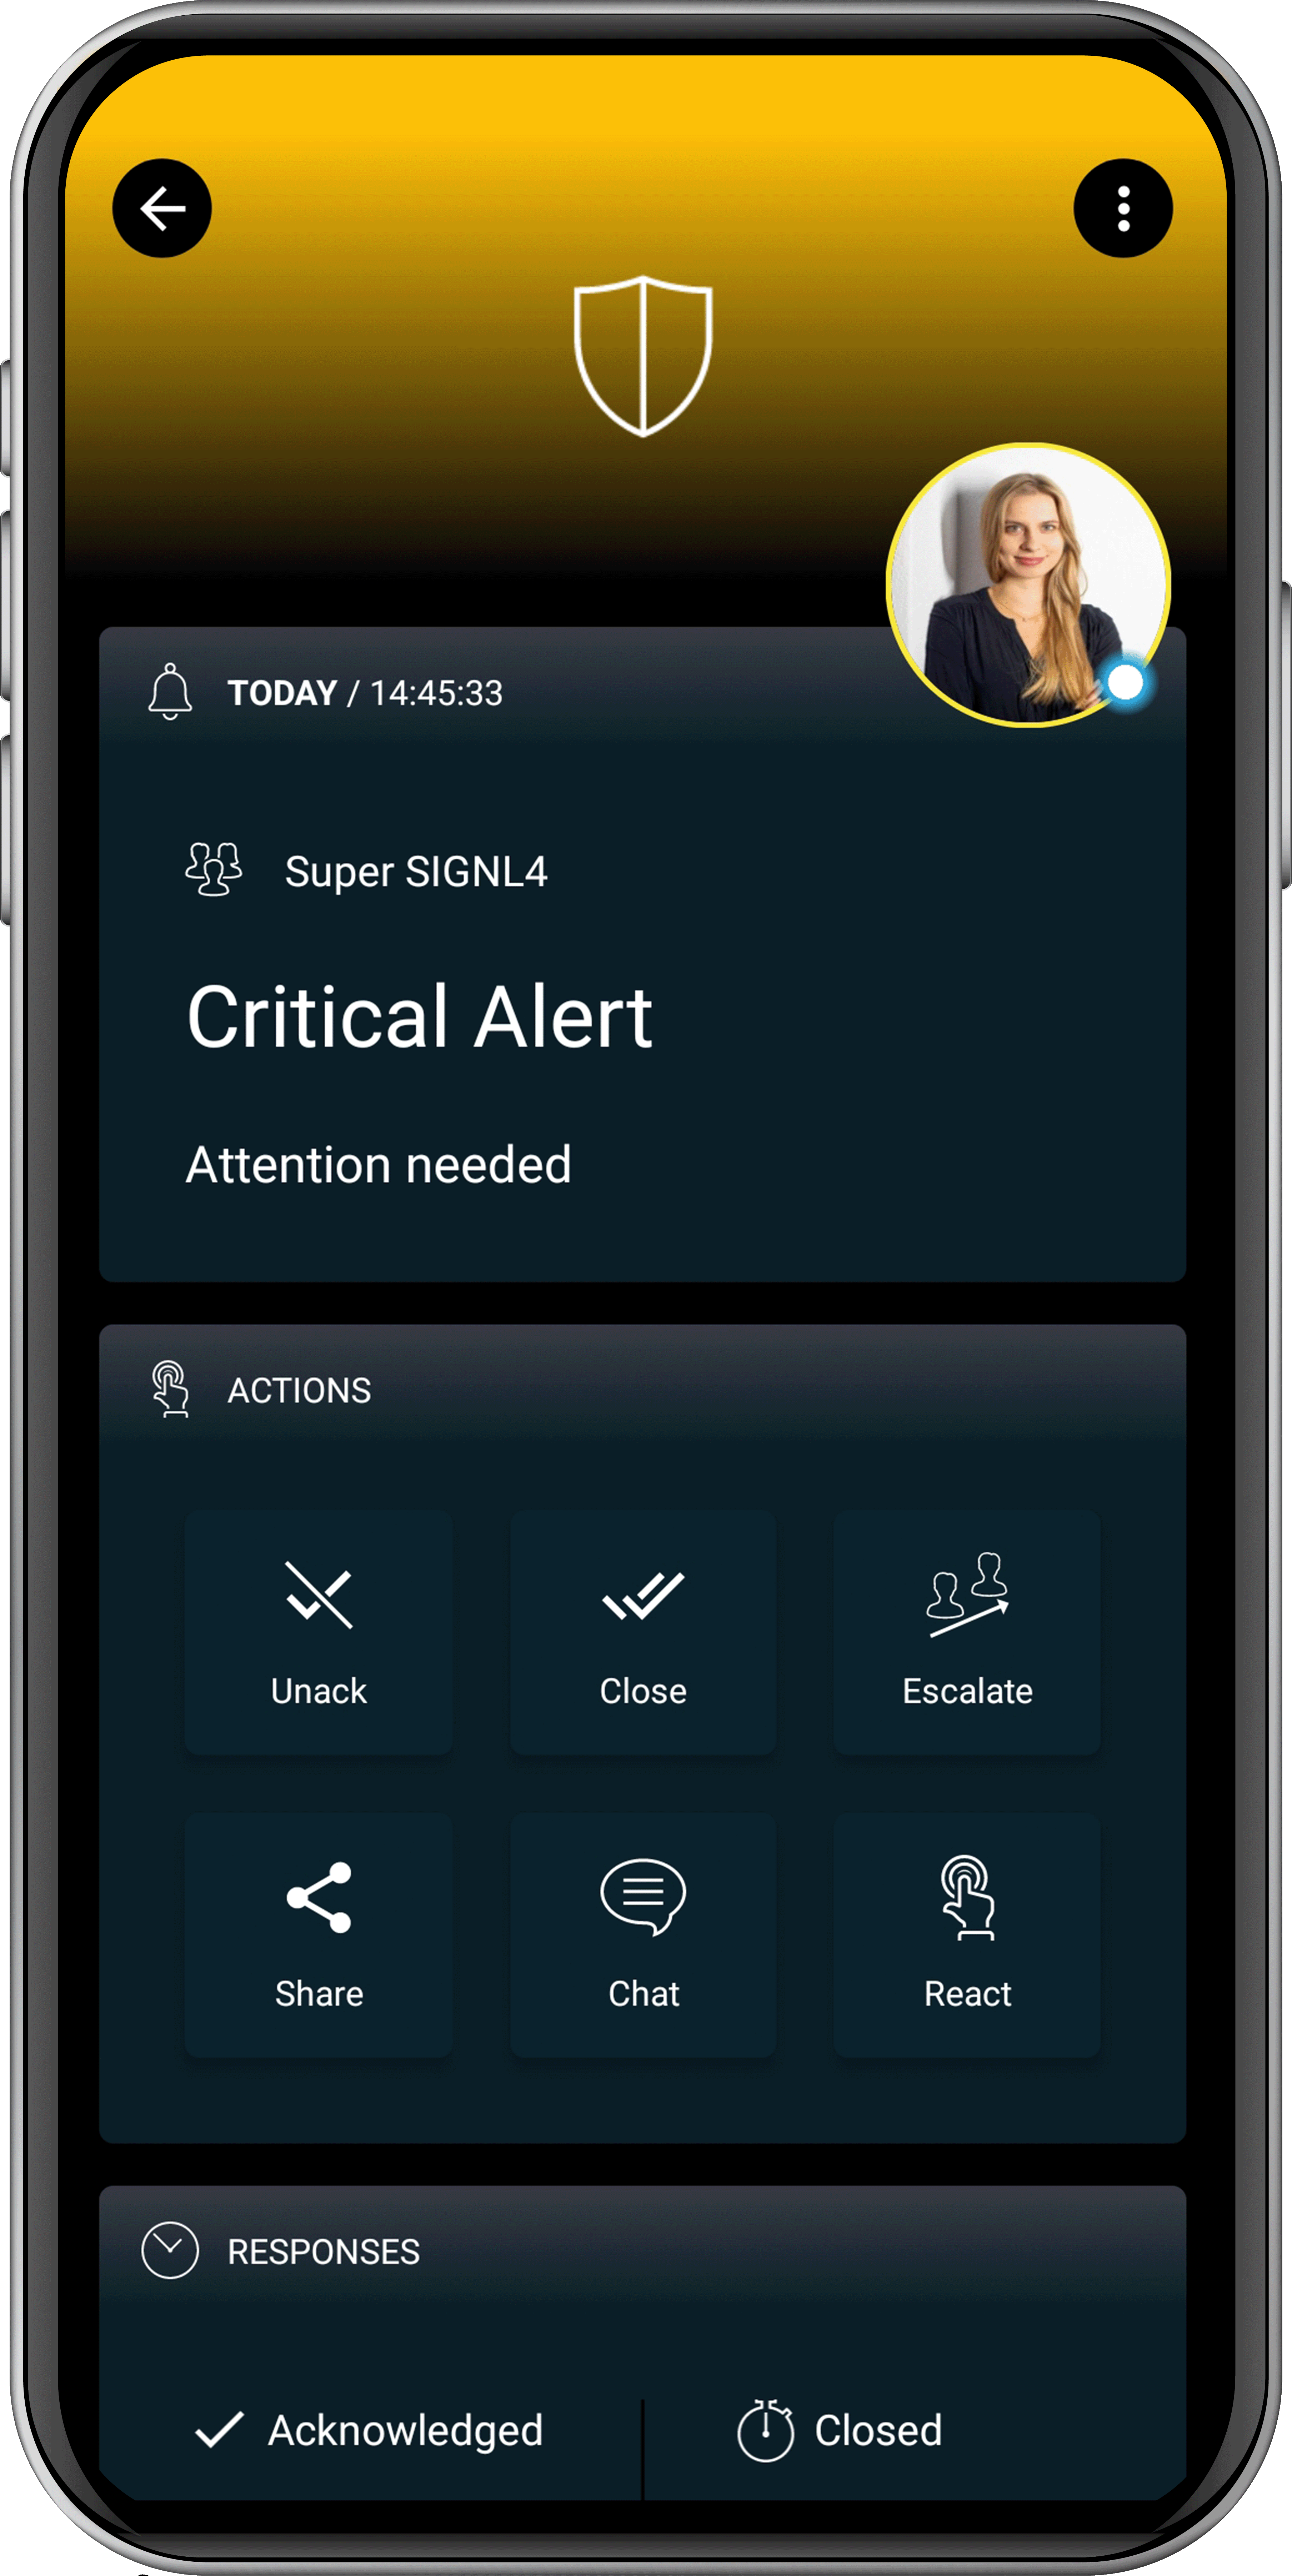 TODAY / 14:45:33
Super SIGNL4
Critical Alert
Attention needed
ACTIONS
Unack
Close
Escalate
Share
Chat
React
RESPONSES
Acknowledged
Closed